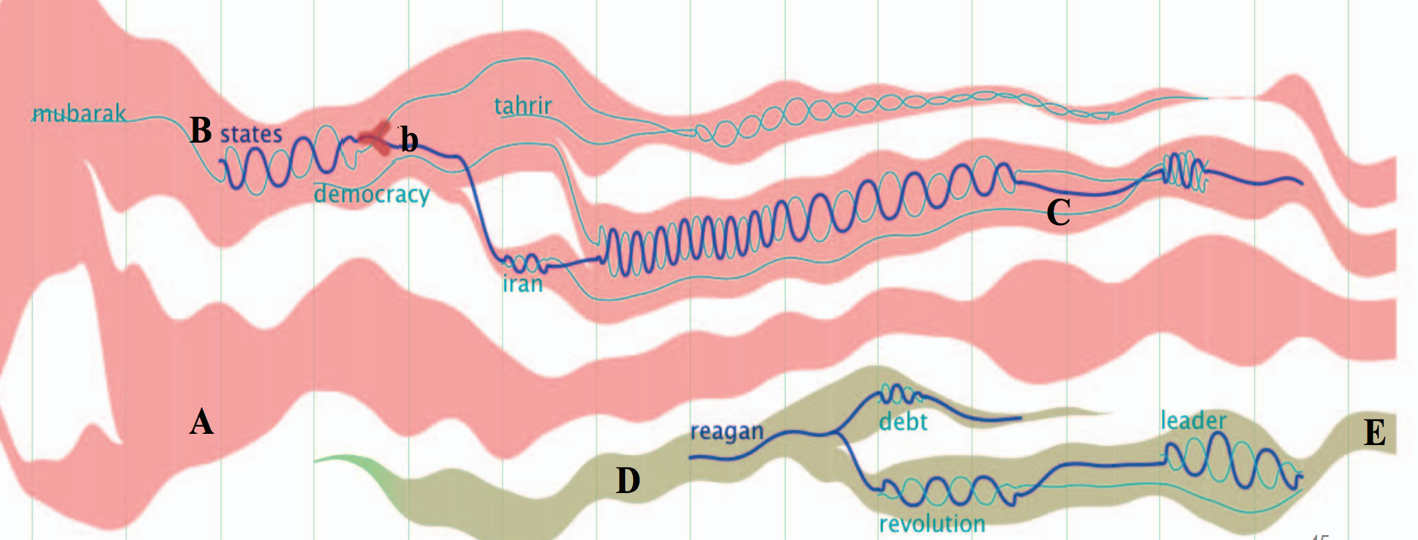 mubarak
B states
b
tahrir
democracy
iran
C
A
reagan
debt
leader
E
D
revolution